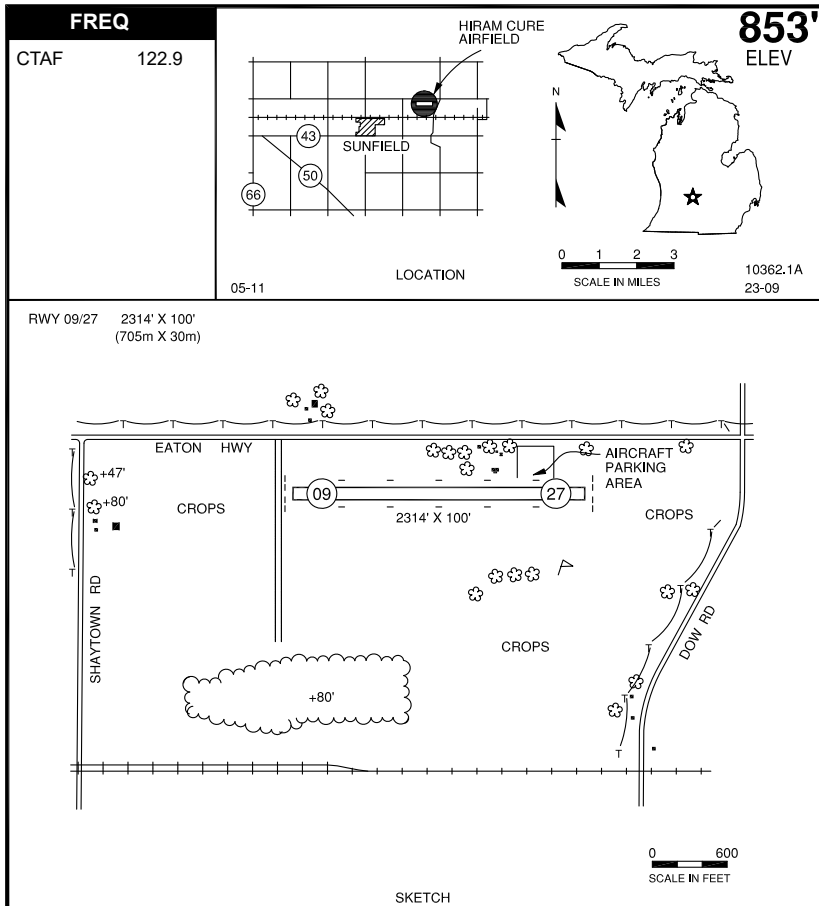 FREQ
CTAF 122.9
HIRAM CURE
AIRFIELD
43
SUNFIELD
50
66
LOCATION
05-11
853'
ELEV
N
0 1 2 3
SCALE IN MILES
10362.1A
23-09
RWY 09/27 2314' X 100'
(705m X 30m)
EATON HWY
+47'
+80'
CROPS
09
27
2314' X 100'
AIRCRAFT
PARKING
AREA
CROPS
SHAYTOWN RD
CROPS
DOW RD
+80'
T
T
T
T
T
T
T
T
0 600
SCALE IN FEET
SKETCH